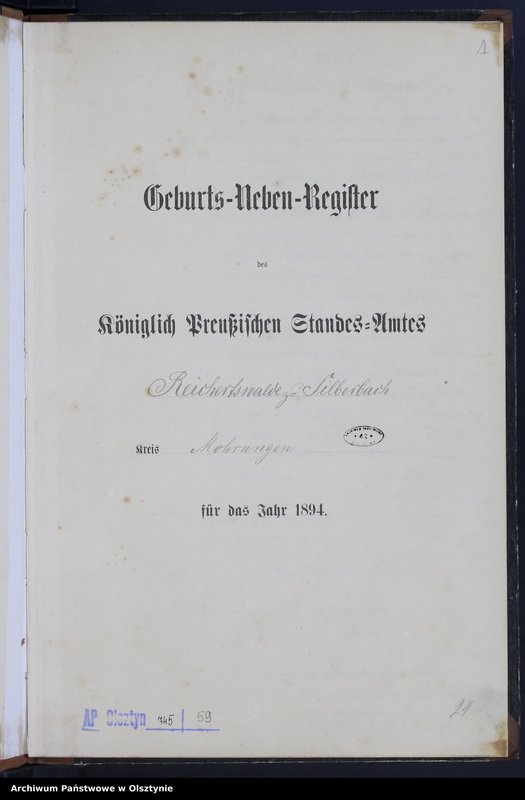 1
Geburts-Neben-Register
des
Königlich Preußischen Standes-Amtes
Reichertswalde zu Silberbach
Kreis Mohrungen
42
für das Jahr 1894.
24
AP Olsztyn 745 | 59
Archiwum Państwowe w Olsztynie